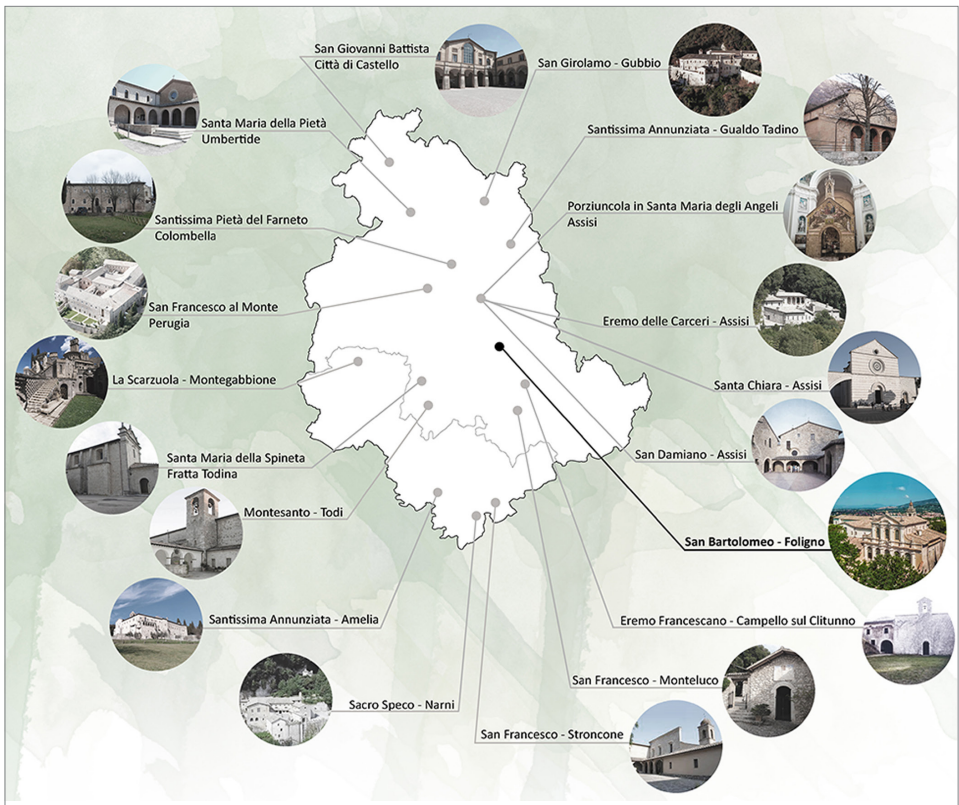 San Giovanni Battista
Città di Castello
San Girolamo - Gubbio
Santa Maria della Pietà
Umbertide
Santissima Annunziata - Gualdo Tadino
Santissima Pietà del Farneto
Colombella
Porziuncola in Santa Maria degli Angeli
Assisi
San Francesco al Monte
Perugia
Eremo delle Carceri - Assisi
La Scarzuola - Montegabbione
Santa Chiara - Assisi
Santa Maria della Spineta
Fratta Todina
San Damiano - Assisi
Montesanto - Todi
San Bartolomeo - Foligno
Santissima Annunziata - Amelia
Eremo Francescano - Campello sul Clitunno
San Francesco - Monteluco
Sacro Speco - Narni
San Francesco - Stroncone